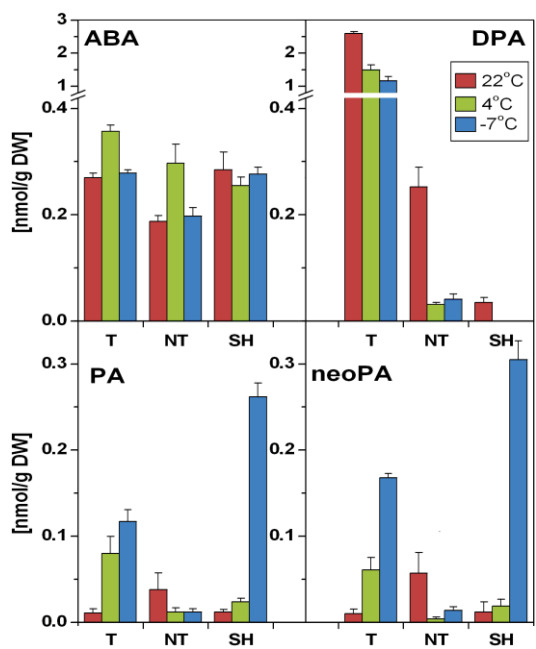 ABA
DPA
22°C
4°C
-7°C
[nmol/g DW]
3
2
1
0.4
0.2
0.0
2
1
0.4
0.2
T NT SH
T NT SH
PA
neoPA
[nmol/g DW]
0.3
0.2
0.1
0.0
0.3
0.2
0.1
T NT SH
T NT SH